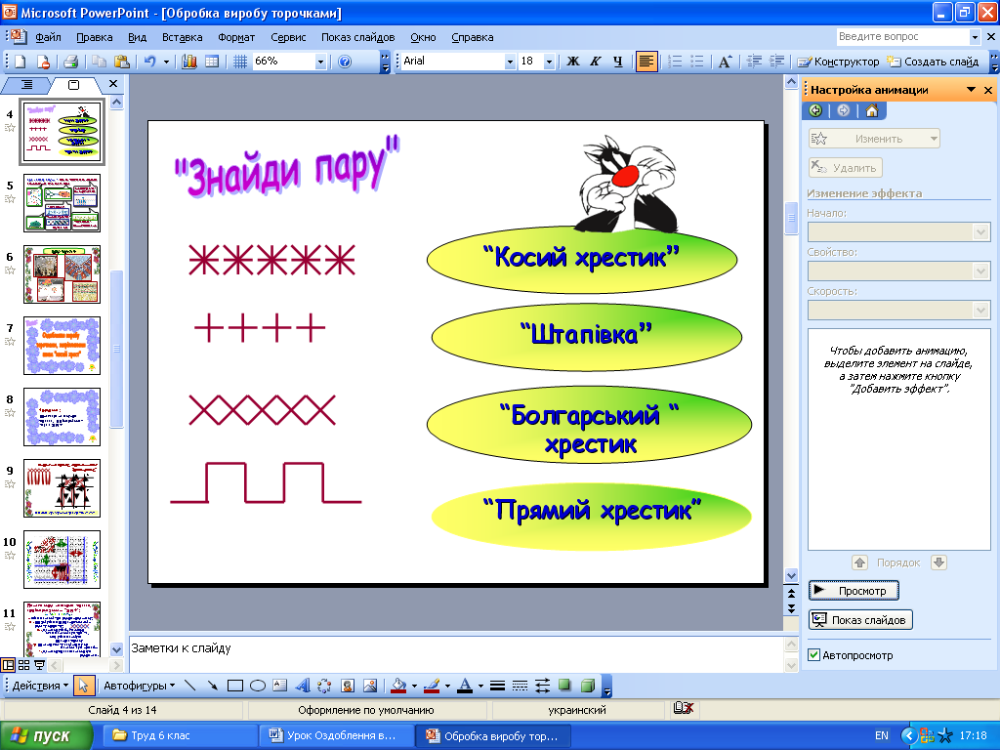 Microsoft PowerPoint - [Обробка виробу торочками]
Файл Правка Вид Вставка Формат Сервис Показ слайдов Окно Справка
Введите вопрос
66%
Arial
18
Ж К Ч
Конструктор
Создать слайд
4
5
6
7
8
9
10
11
"Знайди пару"
“Косий хрестик”
“Штапівка”
“Болгарський “
хрестик
“Прямий хрестик”
Настройка анимации
Изменить
Удалить
Изменение эффекта
Начало:
Свойство:
Скорость:
Чтобы добавить анимацию,
выделите элемент на слайде,
а затем нажмите кнопку
"Добавить эффект".
Порядок
Просмотр
Показ слайдов
Автопросмотр
Заметки к слайду
Действия
Автофигуры
Слайд 4 из 14
Оформление по умолчанию
украинский
пуск
Труд 6 клас
Урок Оздоблення в...
Обробка виробу тор...
EN
17:18